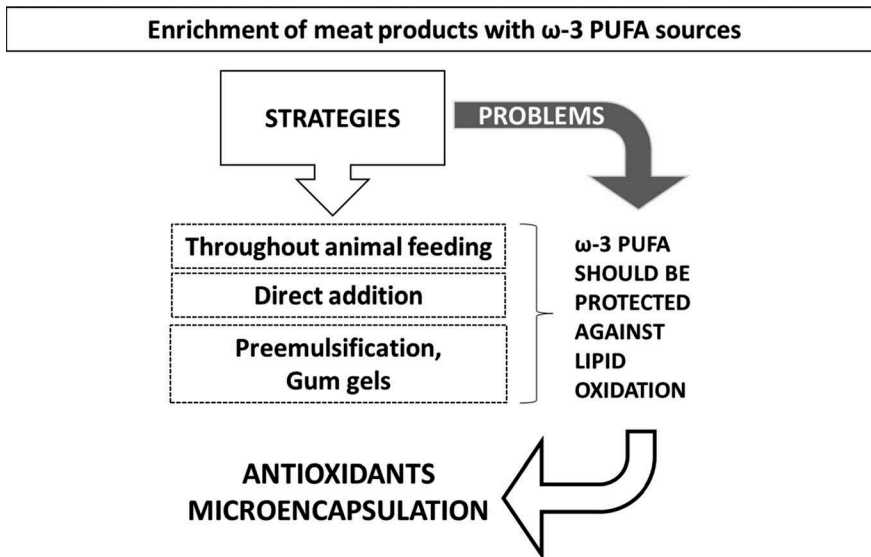 Enrichment of meat products with ω-3 PUFA sources
STRATEGIES
PROBLEMS
Throughout animal feeding
Direct addition
Preemulsification,
Gum gels
ω-3 PUFA
SHOULD BE
PROTECTED
AGAINST
LIPID
OXIDATION
ANTIOXIDANTS
MICROENCAPSULATION